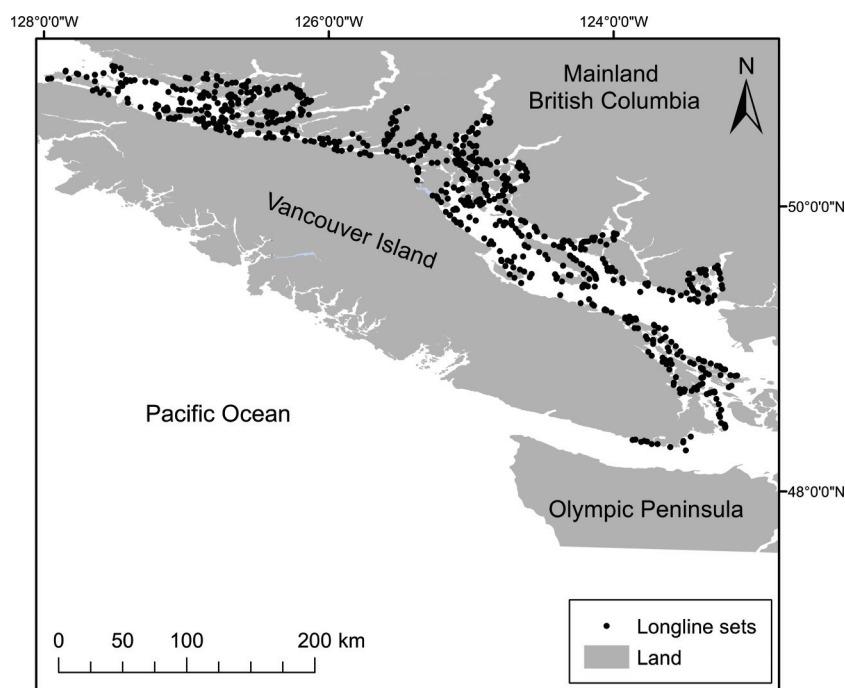 128°0'0"W 126°0'0"W 124°0'0"W
Mainland
British Columbia
N
50°0'0"N
Vancouver Island
Pacific Ocean
48°0'0"N
Olympic Peninsula
0 50 100 200 km
Longline sets
Land